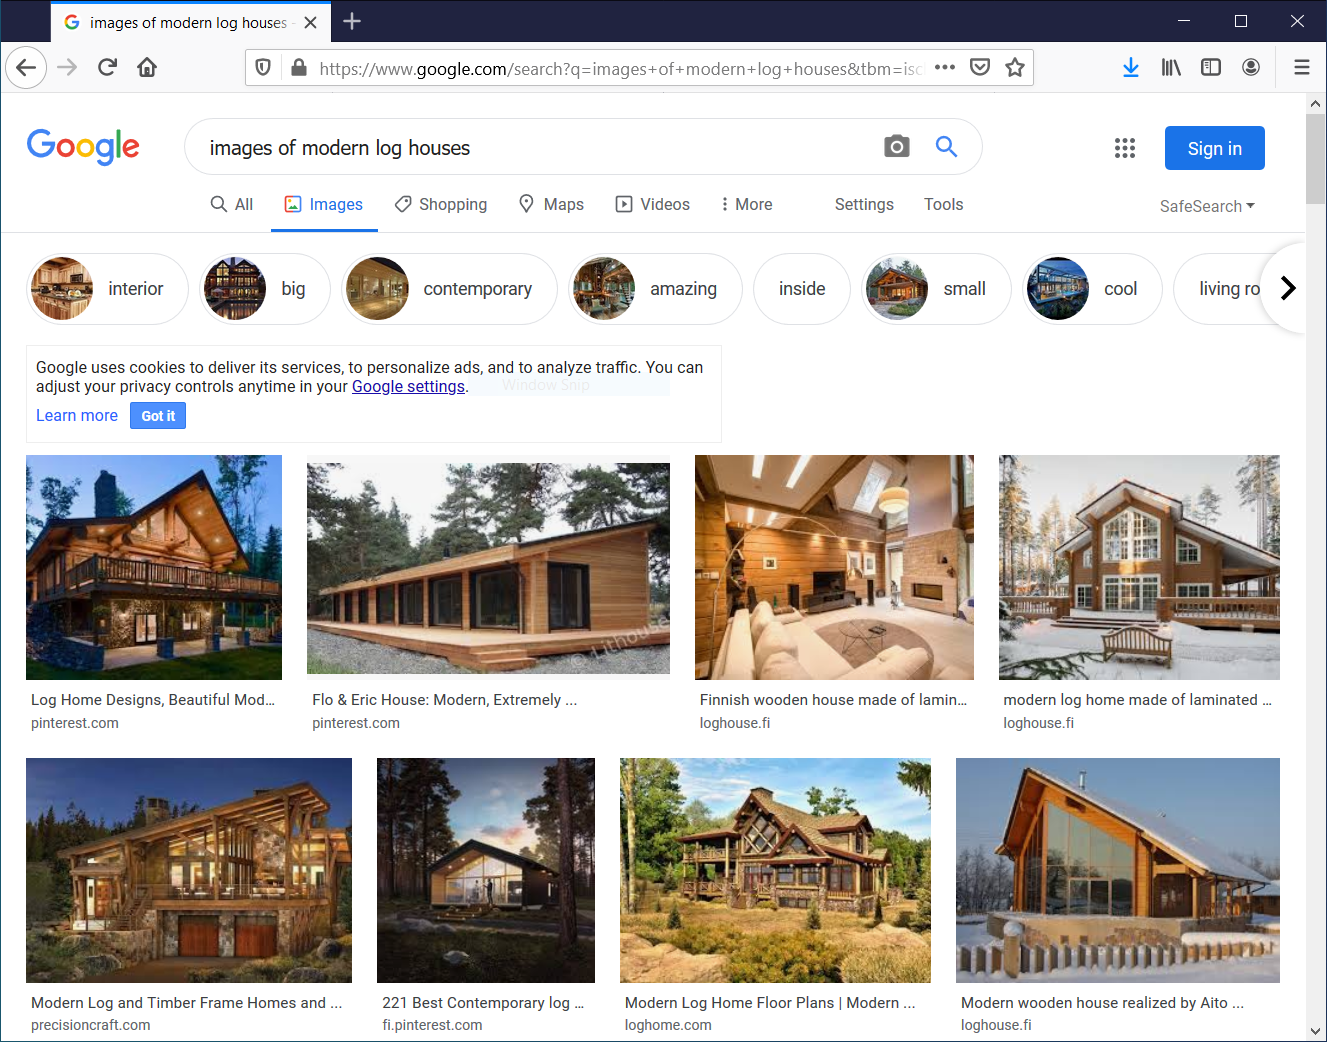 images of modern log houses -
https://www.google.com/search?q=images+of+modern+log+houses&tbm=isc
Google
images of modern log houses
Sign in
All
Images
Shopping
Maps
Videos
More
Settings
Tools
SafeSearch
interior
big
contemporary
amazing
inside
small
cool
living ro
Google uses cookies to deliver its services, to personalize ads, and to analyze traffic. You can
adjust your privacy controls anytime in your Google settings.
Window Snip
Learn more
Got it
© Lithouse
Log Home Designs, Beautiful Mod...
pinterest.com
Flo & Eric House: Modern, Extremely ...
pinterest.com
Finnish wooden house made of lamin...
loghouse.fi
modern log home made of laminated ...
loghouse.fi
Modern Log and Timber Frame Homes and ...
precisioncraft.com
221 Best Contemporary log ...
fi.pinterest.com
Modern Log Home Floor Plans | Modern ...
loghome.com
Modern wooden house realized by Aito ...
loghouse.fi